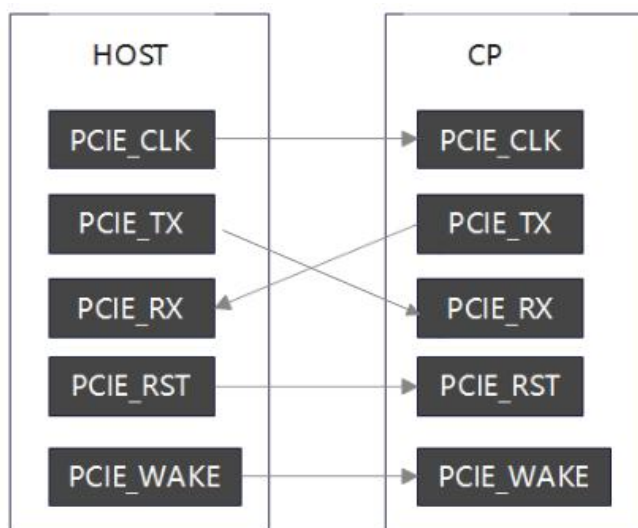 HOST CP
PCIE_CLK PCIE_CLK
PCIE_TX PCIE_TX
PCIE_RX PCIE_RX
PCIE_RST PCIE_RST
PCIE_WAKE PCIE_WAKE